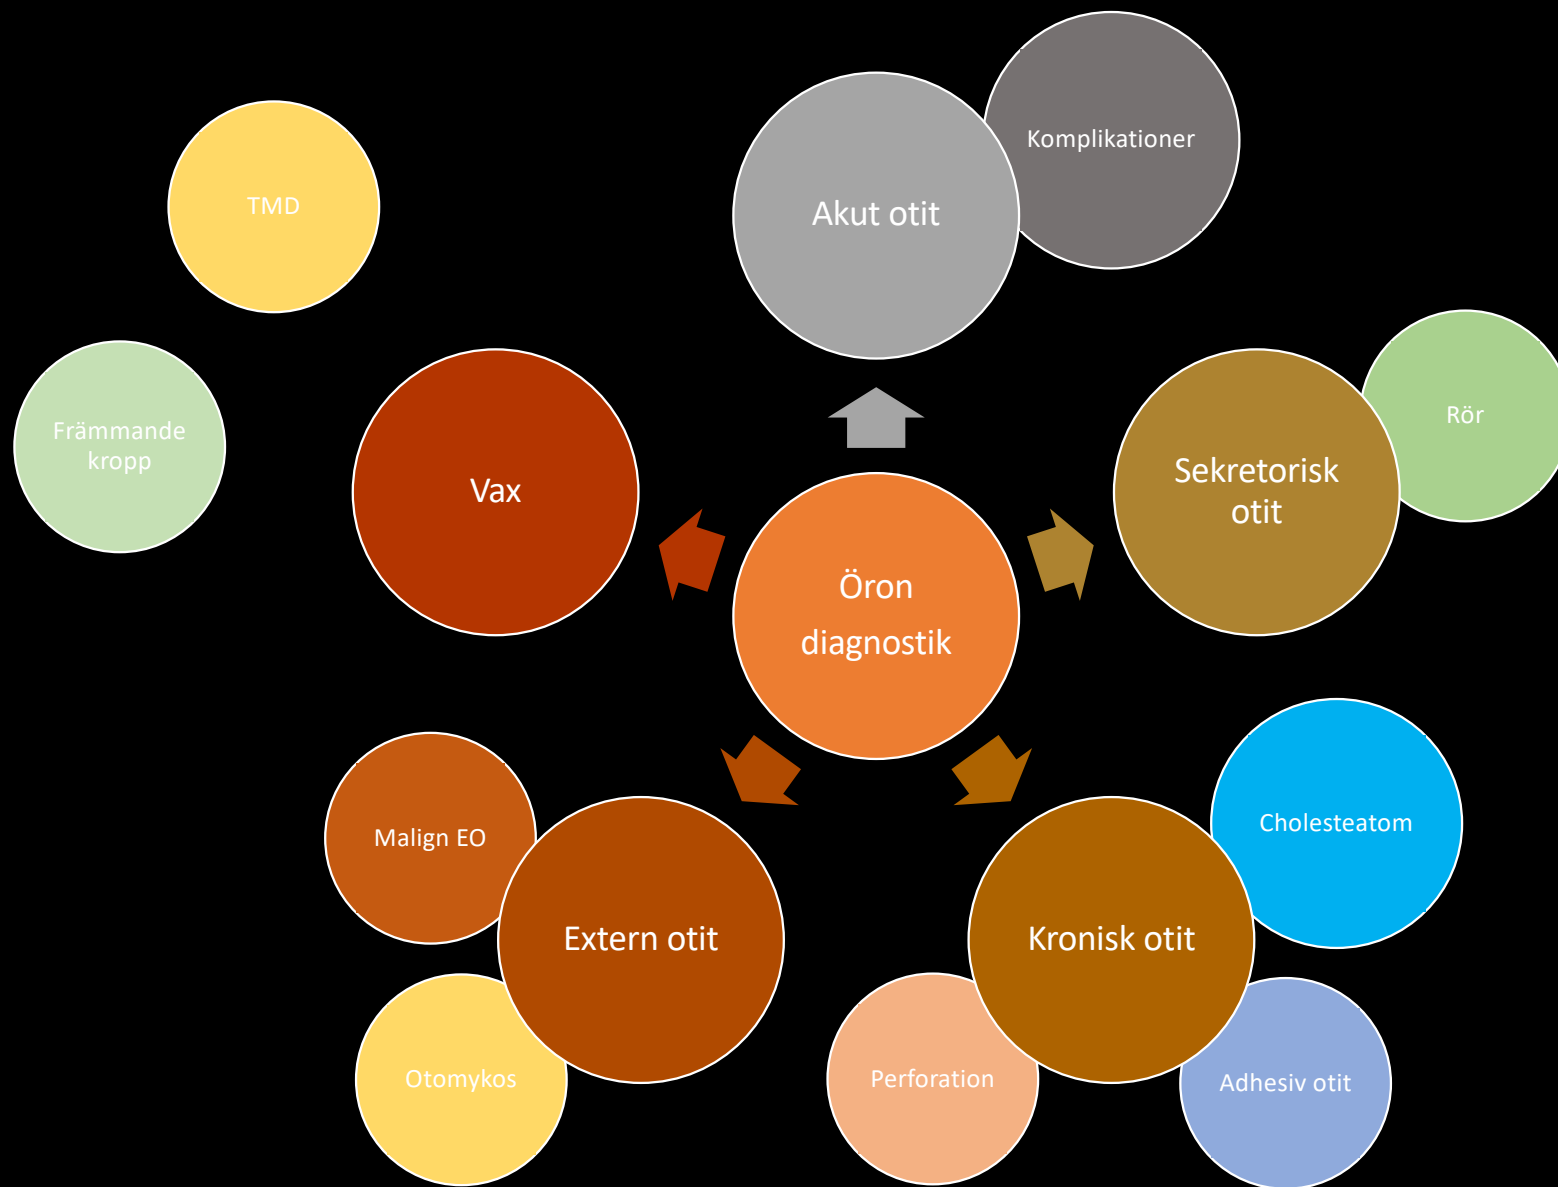 Komplikationer
TMD
Akut otit
Rör
Främmande
kropp
Sekretorisk
otit
Vax
Öron
diagnostik
Cholesteatom
Malign EO
Extern otit
Kronisk otit
Otomykos
Perforation
Adhesiv otit